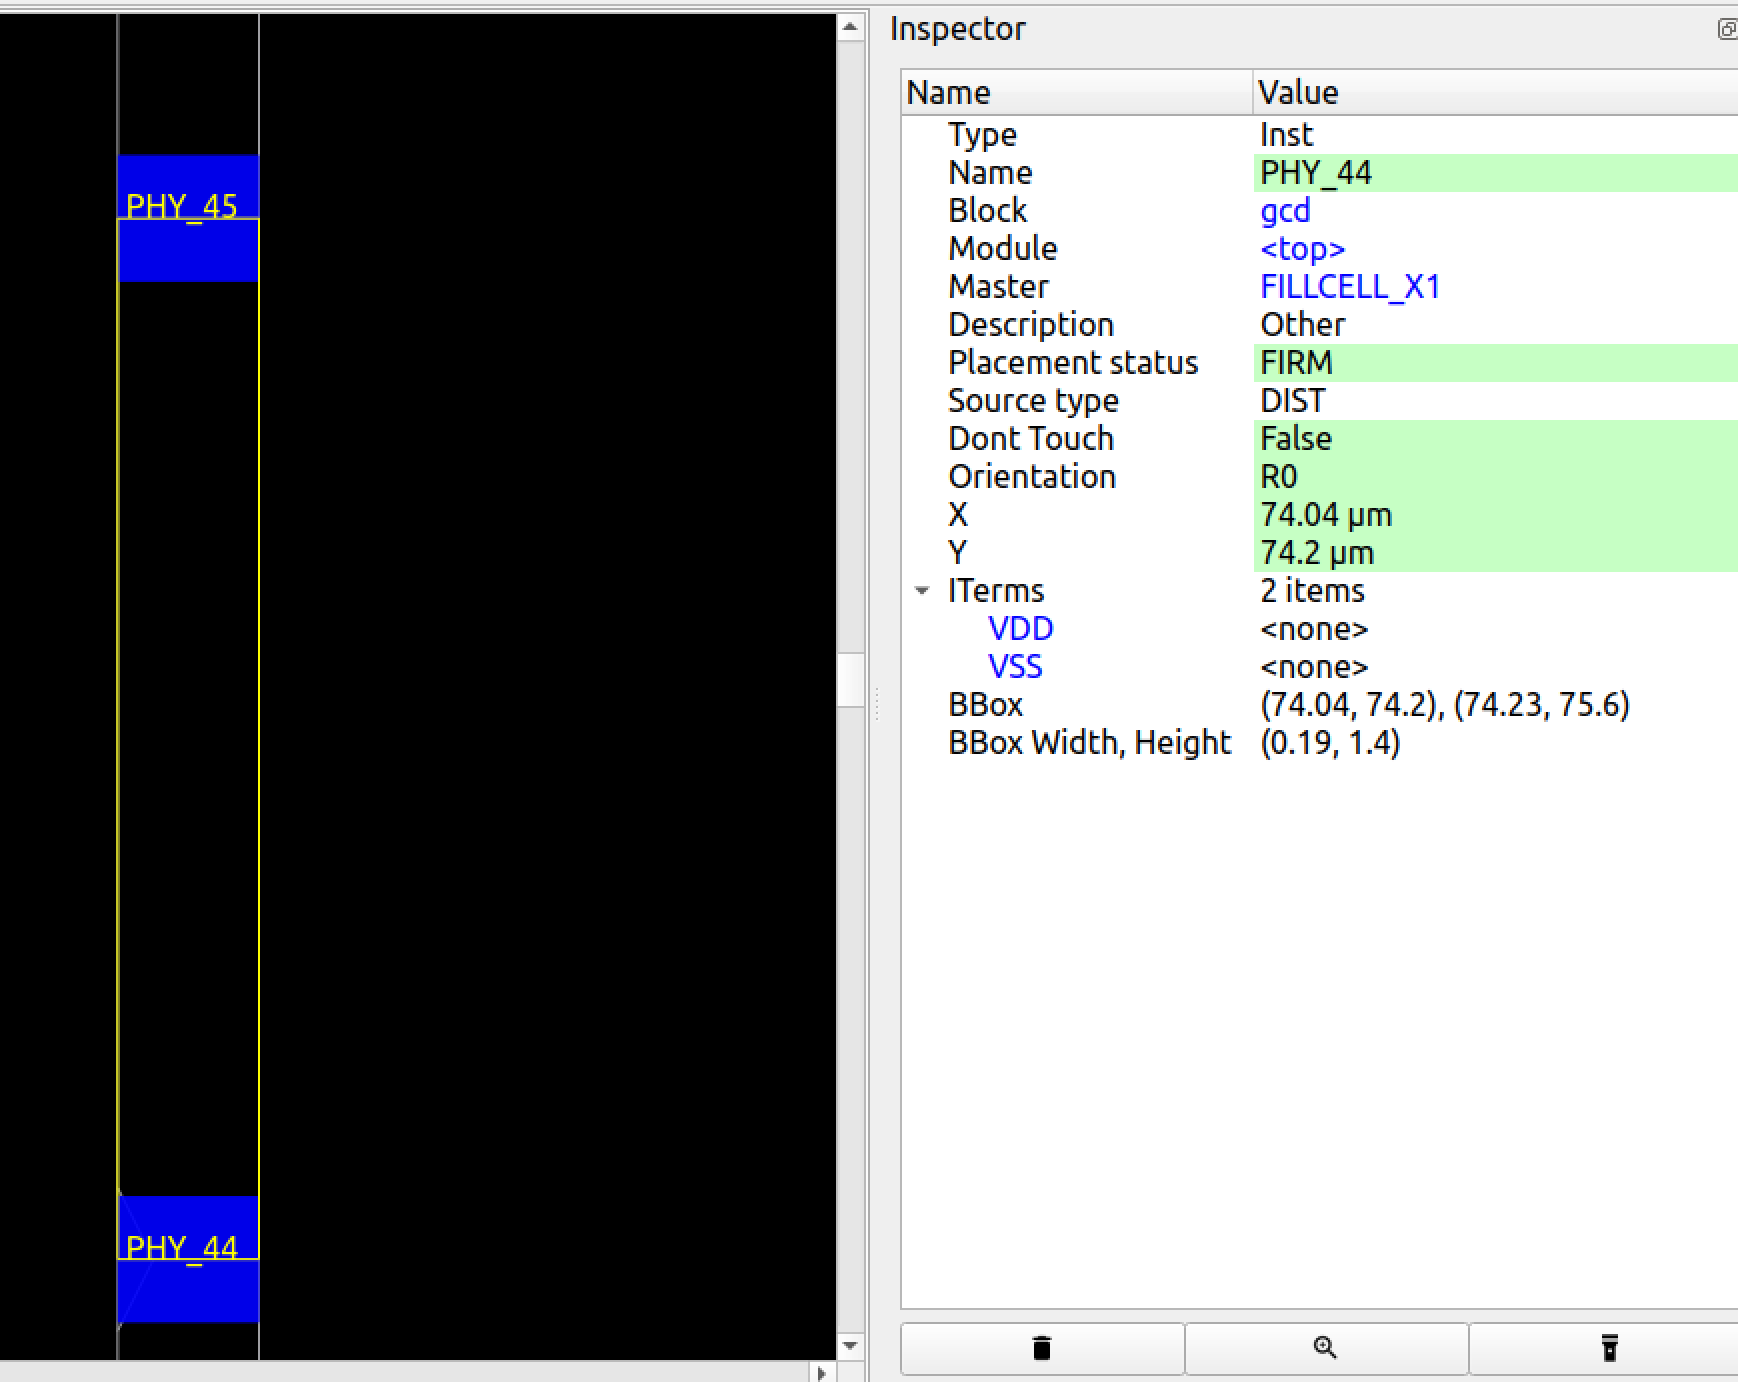 Inspector
Name Value
Type Inst
Name PHY_44
Block gcd
Module <top>
Master FILLCELL_X1
Description Other
Placement status FIRM
Source type DIST
Dont Touch False
Orientation R0
X 74.04 µm
Y 74.2 µm
ITerms 2 items
VDD <none>
VSS <none>
BBox (74.04, 74.2), (74.23, 75.6)
BBox Width, Height (0.19, 1.4)
PHY_45
PHY_44